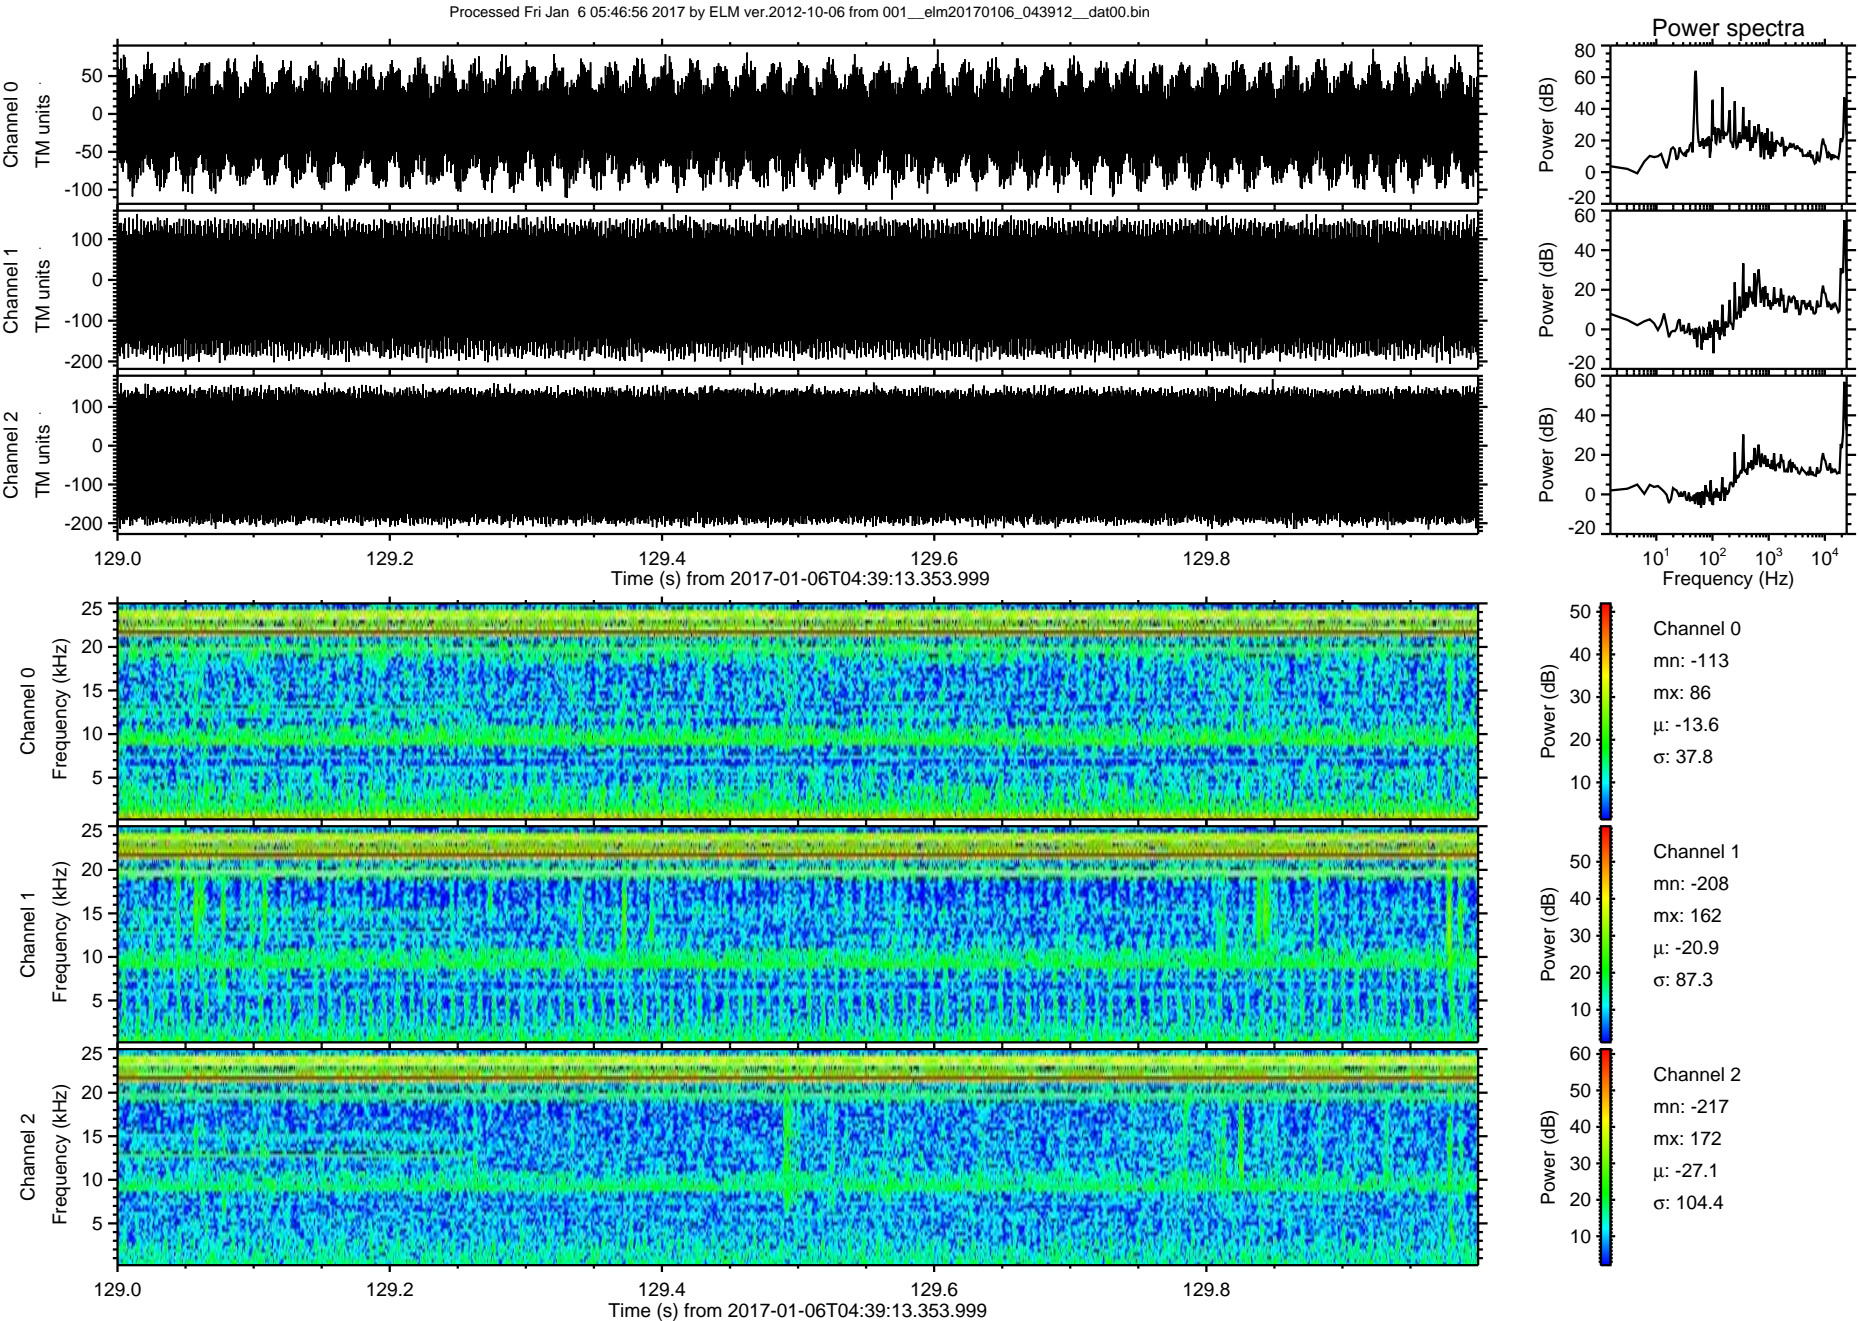 Processed Fri Jan  6 05:46:56 2017 by ELM ver.2012-10-06 from 001__elm20170106_043912__dat00.bin
Power spectra
Channel 0
TM units
50
0
-50
-100
Power (dB)
80
60
40
20
0
-20
Channel 1
TM units
100
0
-100
-200
Power (dB)
60
40
20
0
-20
Channel 2
TM units
100
0
-100
-200
Power (dB)
60
40
20
0
-20
129.0 129.2 129.4 129.6 129.8
Time (s) from 2017-01-06T04:39:13.353.999
10^1 10^2 10^3 10^4
Frequency (Hz)
Channel 0
Frequency (kHz)
25
20
15
10
5
Power (dB)
50
40
30
20
10
Channel 0
mn: -113
mx: 86
μ: -13.6
σ: 37.8
Channel 1
Frequency (kHz)
25
20
15
10
5
Power (dB)
50
40
30
20
10
Channel 1
mn: -208
mx: 162
μ: -20.9
σ: 87.3
Channel 2
Frequency (kHz)
25
20
15
10
5
Power (dB)
60
50
40
30
20
10
Channel 2
mn: -217
mx: 172
μ: -27.1
σ: 104.4
129.0 129.2 129.4 129.6 129.8
Time (s) from 2017-01-06T04:39:13.353.999